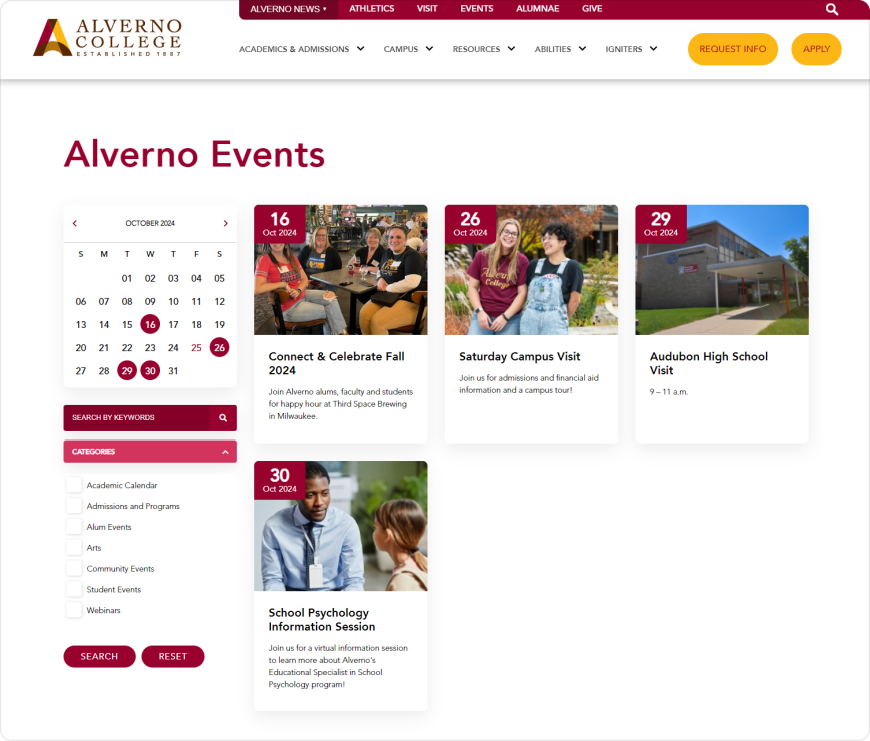 ALVERNO NEWS ▾ ATHLETICS VISIT EVENTS ALUMNAE GIVE
ALVERNO
COLLEGE
ESTABLISHED 1887
ACADEMICS & ADMISSIONS CAMPUS RESOURCES ABILITIES IGNITERS REQUEST INFO APPLY
Alverno Events
OCTOBER 2024
S M T W T F S
01 02 03 04 05
06 07 08 09 10 11 12
13 14 15 16 17 18 19
20 21 22 23 24 25 26
27 28 29 30 31
SEARCH BY KEYWORDS
CATEGORIES
Academic Calendar
Admissions and Programs
Alum Events
Arts
Community Events
Student Events
Webinars
SEARCH RESET
16
Oct 2024
Connect & Celebrate Fall
2024
Join Alverno alums, faculty and students
for happy hour at Third Space Brewing
in Milwaukee.
26
Oct 2024
Alverno
College
Saturday Campus Visit
Join us for admissions and financial aid
information and a campus tour!
29
Oct 2024
Audubon High School
Visit
9 – 11 a.m.
30
Oct 2024
School Psychology
Information Session
Join us for a virtual information session
to learn more about Alverno's
Educational Specialist in School
Psychology program!